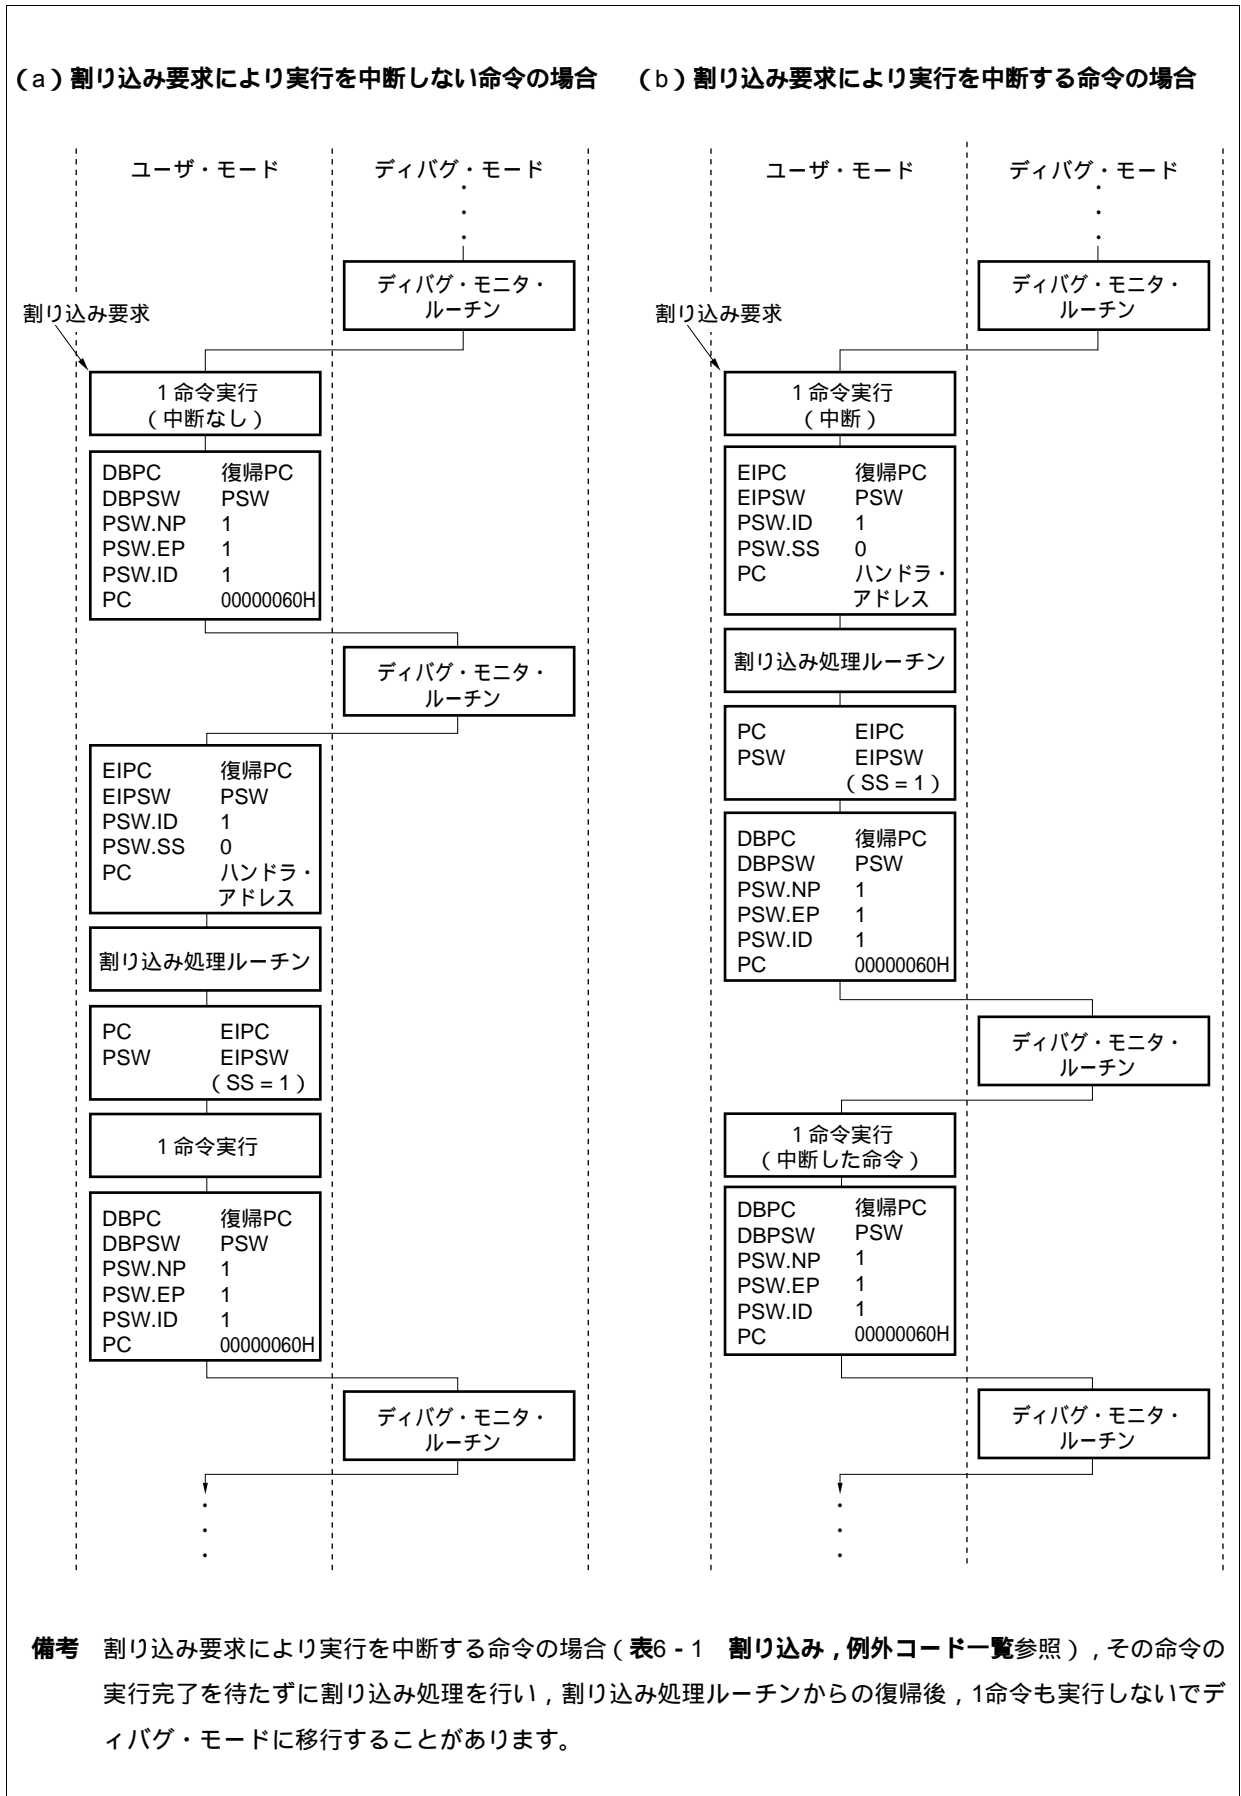 （a）割り込み要求により実行を中断しない命令の場合
ユーザ・モード
ディバグ・モード
ディバグ・モニタ・
ルーチン
割り込み要求
1 命令実行
（中断なし）
DBPC 復帰PC
DBPSW PSW
PSW.NP 1
PSW.EP 1
PSW.ID 1
PC 00000060H
ディバグ・モニタ・
ルーチン
EIPC 復帰PC
EIPSW PSW
PSW.ID 1
PSW.SS 0
PC ハンドラ・
アドレス
割り込み処理ルーチン
PC EIPC
PSW EIPSW
（SS = 1）
1 命令実行
DBPC 復帰PC
DBPSW PSW
PSW.NP 1
PSW.EP 1
PSW.ID 1
PC 00000060H
ディバグ・モニタ・
ルーチン
（b）割り込み要求により実行を中断する命令の場合
ユーザ・モード
ディバグ・モード
ディバグ・モニタ・
ルーチン
割り込み要求
1 命令実行
（中断）
EIPC 復帰PC
EIPSW PSW
PSW.ID 1
PSW.SS 0
PC ハンドラ・
アドレス
割り込み処理ルーチン
PC EIPC
PSW EIPSW
（SS = 1）
DBPC 復帰PC
DBPSW PSW
PSW.NP 1
PSW.EP 1
PSW.ID 1
PC 00000060H
ディバグ・モニタ・
ルーチン
1 命令実行
（中断した命令）
DBPC 復帰PC
DBPSW PSW
PSW.NP 1
PSW.EP 1
PSW.ID 1
PC 00000060H
ディバグ・モニタ・
ルーチン
備考 割り込み要求により実行を中断する命令の場合（表6 - 1 割り込み，例外コード一覧参照），その命令の
実行完了を待たずに割り込み処理を行い，割り込み処理ルーチンからの復帰後，1命令も実行しないでデ
ィバグ・モードに移行することがあります。